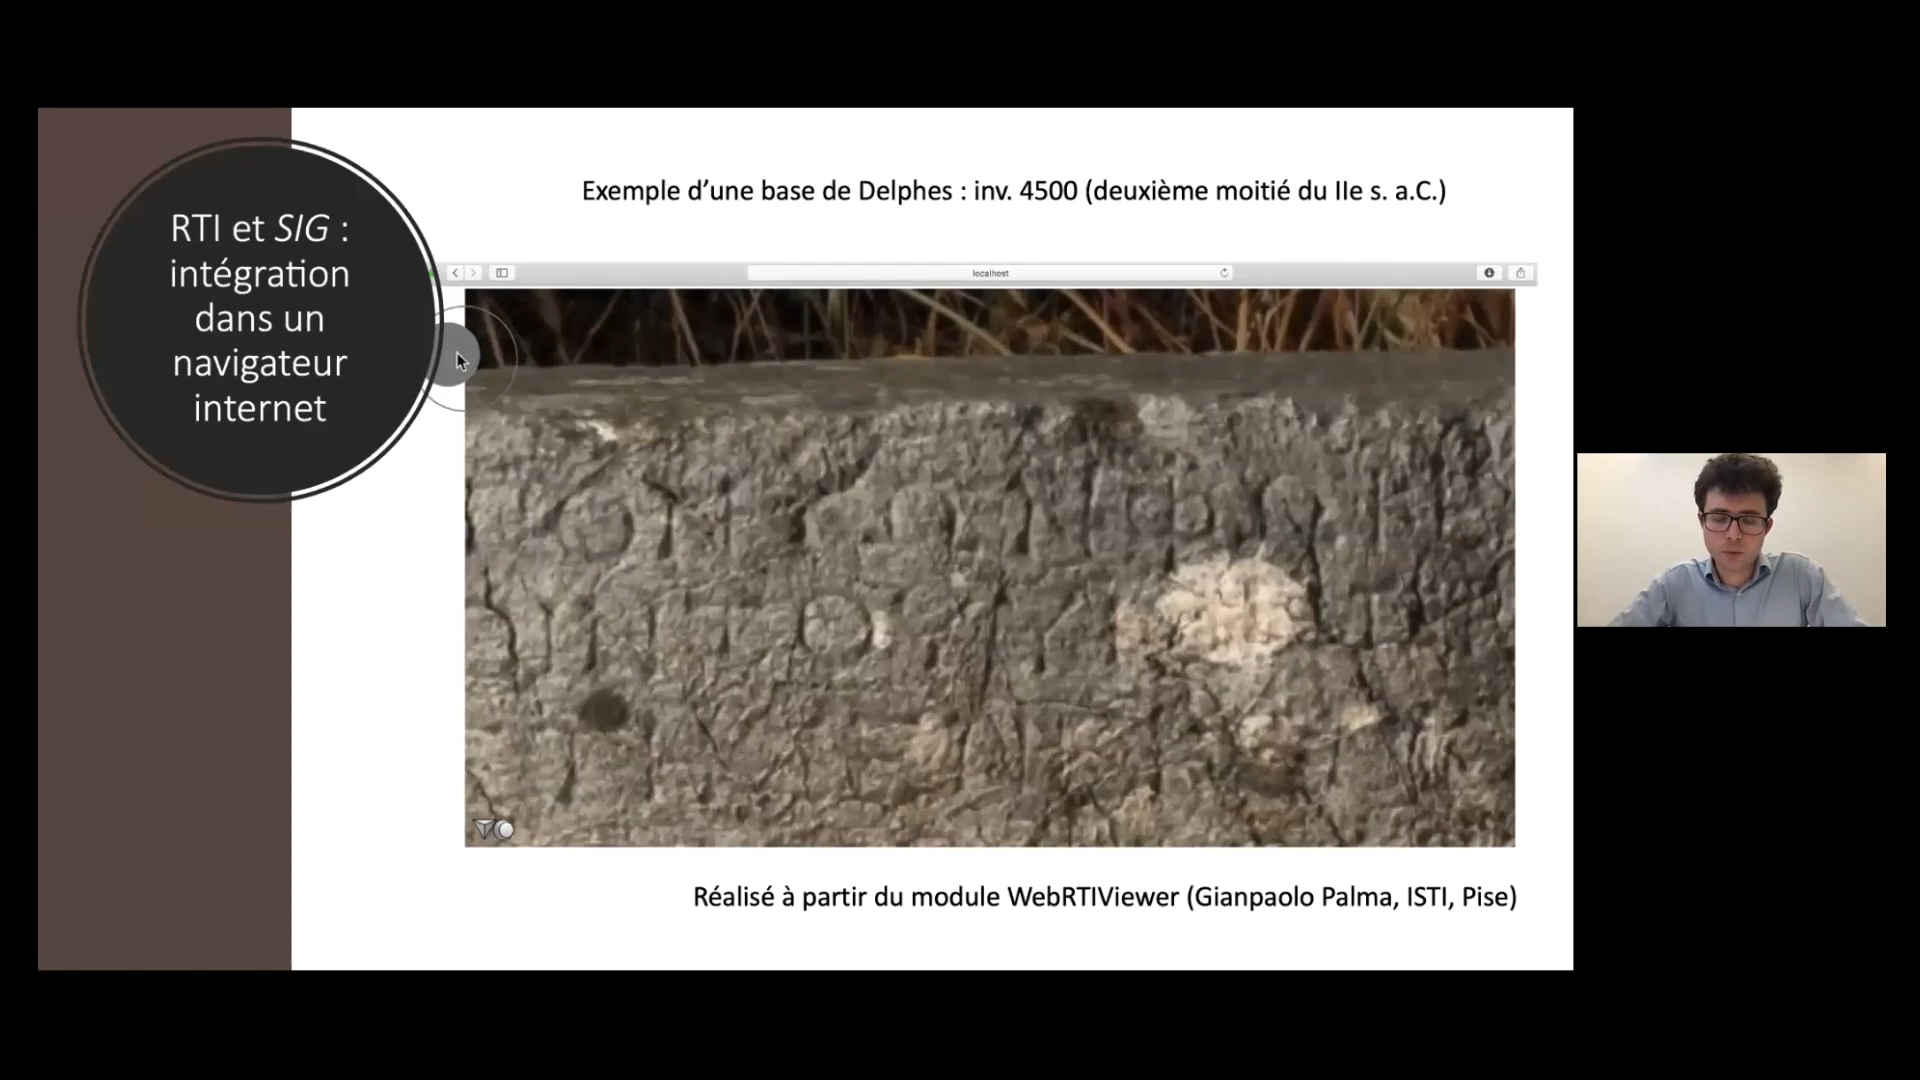 RTI et SIG :
intégration
dans un
navigateur
internet
Exemple d’une base de Delphes : inv. 4500 (deuxième moitié du IIe s. a.C.)
localhost
Réalisé à partir du module WebRTIViewer (Gianpaolo Palma, ISTI, Pise)